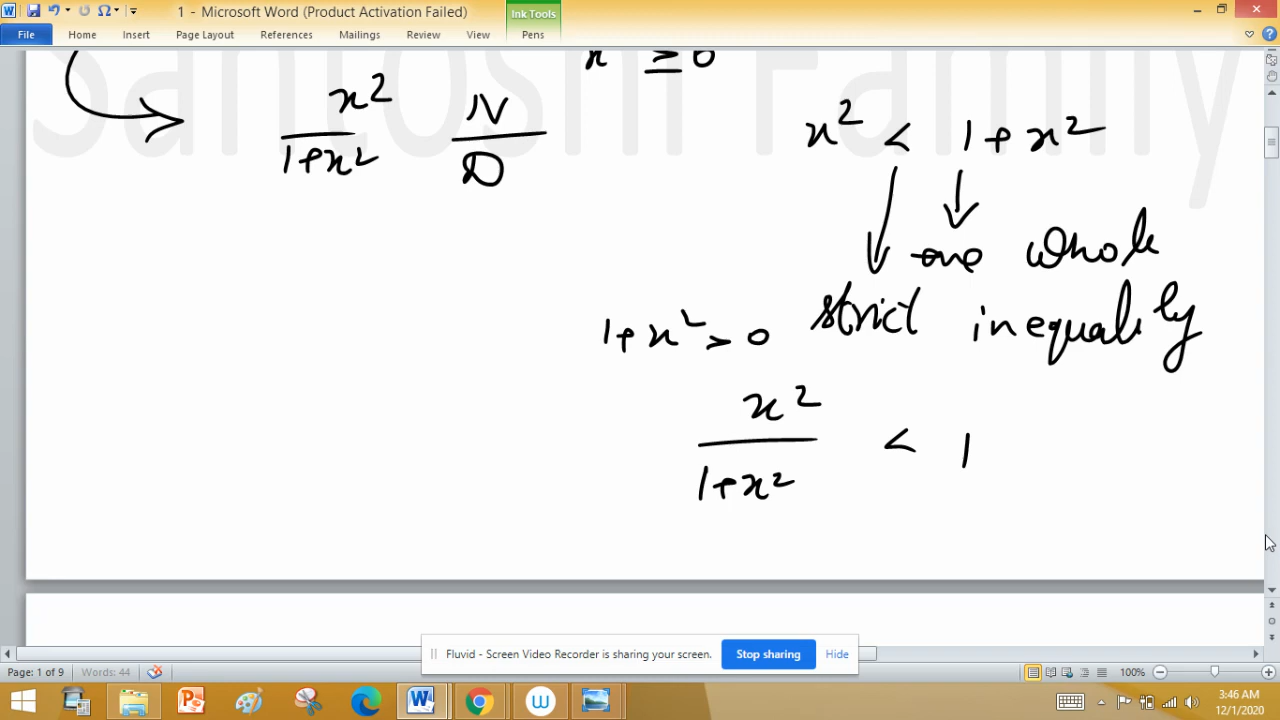 1 - Microsoft Word (Product Activation Failed)
Ink Tools
File Home Insert Page Layout References Mailings Review View Pens
x ≥ 0
x²
1+x²
N
D
x² < 1+x²
one whole
strict inequality
1+x² > 0
x²
1+x²
< 1
Fluvid - Screen Video Recorder is sharing your screen. Stop sharing Hide
Page: 1 of 9 Words: 44 100%
3:46 AM
12/1/2020